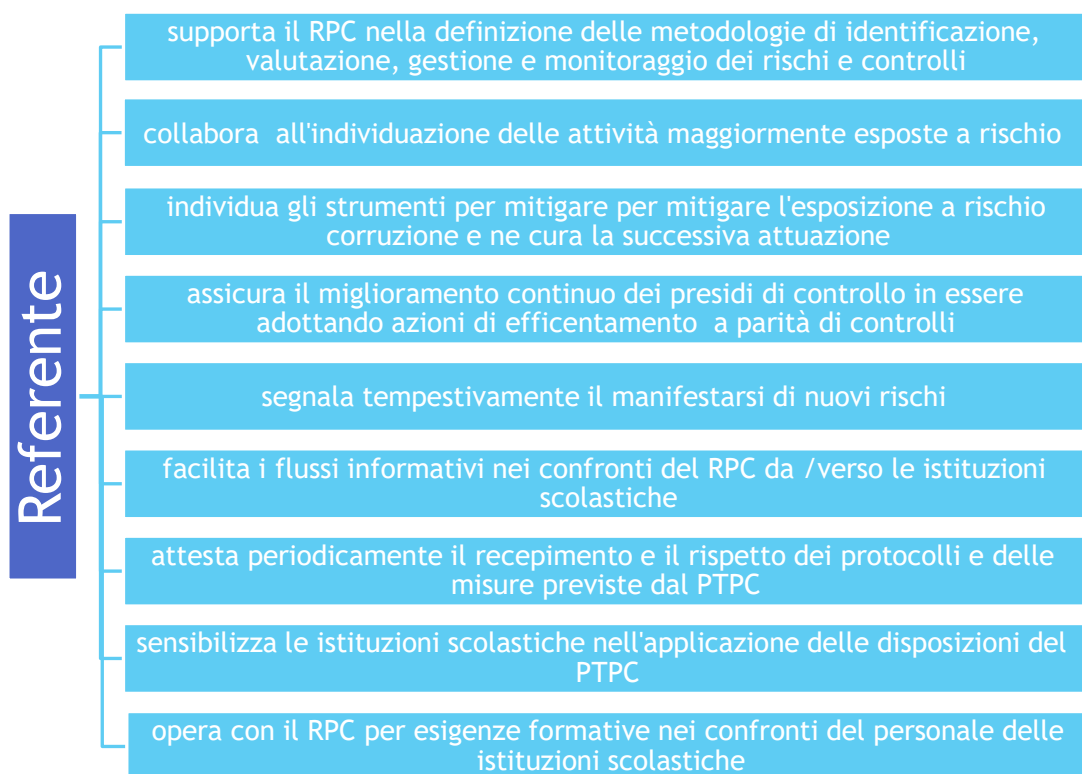 Referente
supporta il RPC nella definizione delle metodologie di identificazione,
valutazione, gestione e monitoraggio dei rischi e controlli
collabora  all'individuazione delle attività maggiormente esposte a rischio
individua gli strumenti per mitigare per mitigare l'esposizione a rischio
corruzione e ne cura la successiva attuazione
assicura il miglioramento continuo dei presidi di controllo in essere
adottando azioni di efficentamento  a parità di controlli
segnala tempestivamente il manifestarsi di nuovi rischi
facilita i flussi informativi nei confronti del RPC da /verso le istituzioni
scolastiche
attesta periodicamente il recepimento e il rispetto dei protocolli e delle
misure previste dal PTPC
sensibilizza le istituzioni scolastiche nell'applicazione delle disposizioni del
PTPC
opera con il RPC per esigenze formative nei confronti del personale delle
istituzioni scolastiche